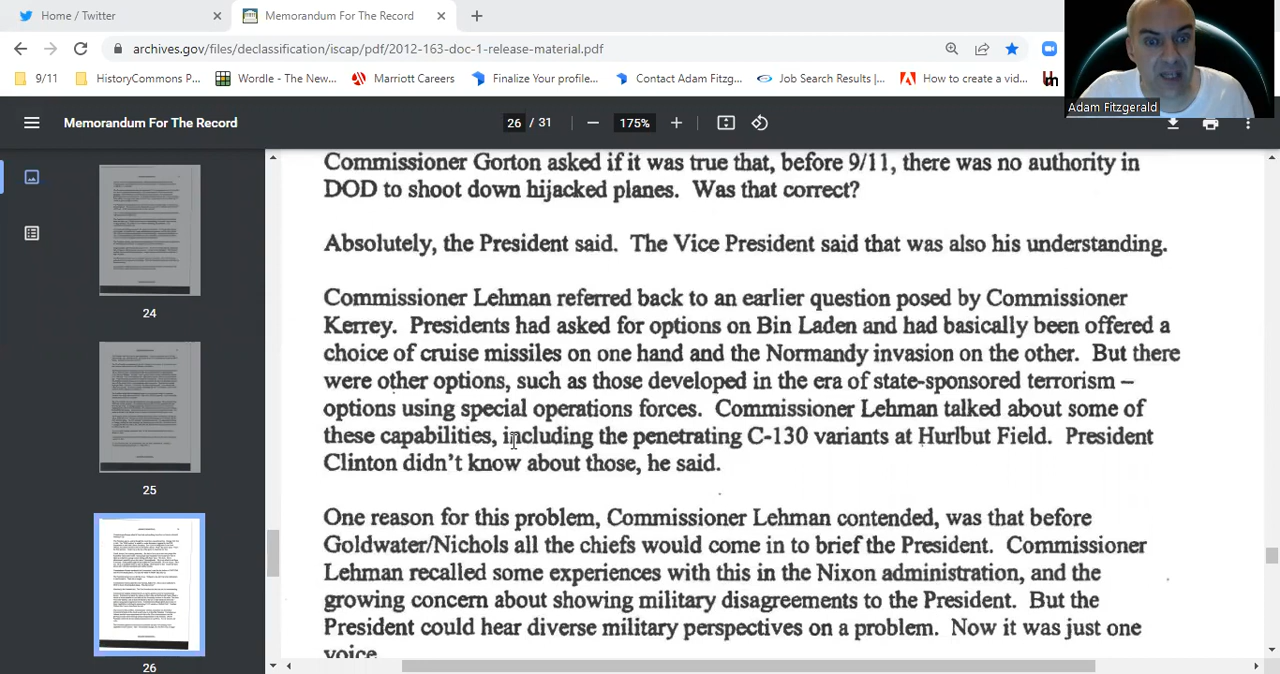 Home / Twitter
Memorandum For The Record
archives.gov/files/declassification/iscap/pdf/2012-163-doc-1-release-material.pdf
9/11
HistoryCommons P...
Wordle - The New...
Marriott Careers
Finalize Your profile...
Contact Adam Fitzg...
Job Search Results |...
How to create a vid...
Adam Fitzgerald
Memorandum For The Record
26 / 31
175%
24
25
26
Commissioner Gorton asked if it was true that, before 9/11, there was no authority in
DOD to shoot down hijacked planes. Was that correct?
Absolutely, the President said. The Vice President said that was also his understanding.
Commissioner Lehman referred back to an earlier question posed by Commissioner
Kerrey. Presidents had asked for options on Bin Laden and had basically been offered a
choice of cruise missiles on one hand and the Normandy invasion on the other. But there
were other options, such as those developed in the era of state-sponsored terrorism –
options using special operations forces. Commissioner Lehman talked about some of
these capabilities, including the penetrating C-130 variants at Hurlbut Field. President
Clinton didn't know about those, he said.
One reason for this problem, Commissioner Lehman contended, was that before
Goldwater/Nichols all the chiefs would come in to brief the President. Commissioner
Lehman recalled some experiences with this in the Nixon administration, and the
growing concern about showing military disagreements to the President. But the
President could hear diverse military perspectives on a problem. Now it was just one
voice